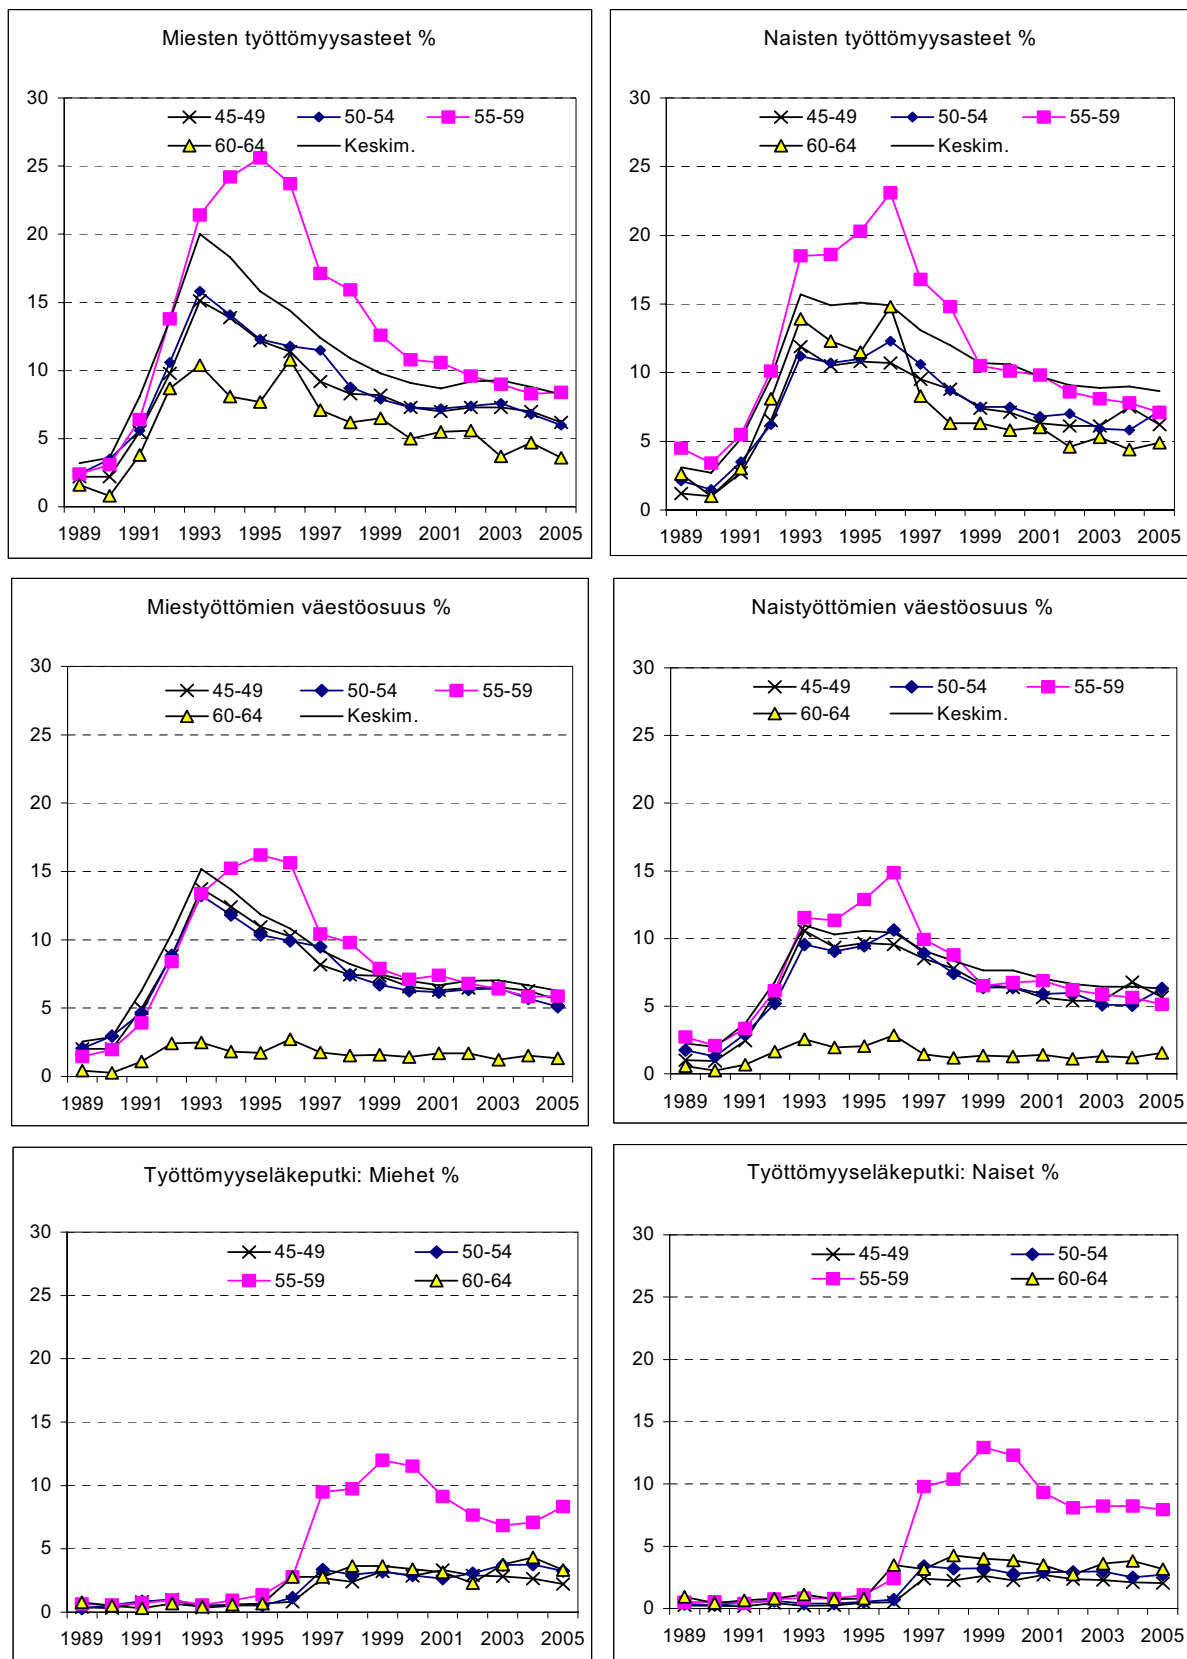 Miesten työttömyysasteet %
30
25
20
15
10
5
0
45-49 50-54 55-59
60-64 Keskim.
1989 1991 1993 1995 1997 1999 2001 2003 2005
Naisten työttömyysasteet %
30
25
20
15
10
5
0
45-49 50-54 55-59
60-64 Keskim.
1989 1991 1993 1995 1997 1999 2001 2003 2005
Miestyöttömien väestöosuus %
30
25
20
15
10
5
0
45-49 50-54 55-59
60-64 Keskim.
1989 1991 1993 1995 1997 1999 2001 2003 2005
Naistyöttömien väestöosuus %
30
25
20
15
10
5
0
45-49 50-54 55-59
60-64 Keskim.
1989 1991 1993 1995 1997 1999 2001 2003 2005
Työttömyyseläkeputki: Miehet %
30
25
20
15
10
5
0
45-49 50-54
55-59 60-64
1989 1991 1993 1995 1997 1999 2001 2003 2005
Työttömyyseläkeputki: Naiset %
30
25
20
15
10
5
0
45-49 50-54
55-59 60-64
1989 1991 1993 1995 1997 1999 2001 2003 2005